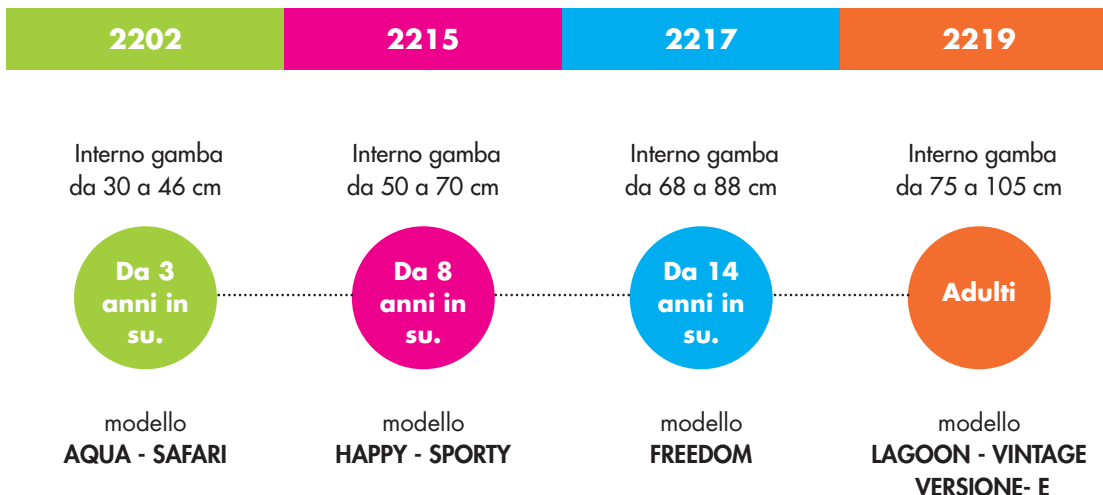 2202
2215
2217
2219
Interno gamba
da 30 a 46 cm
Interno gamba
da 50 a 70 cm
Interno gamba
da 68 a 88 cm
Interno gamba
da 75 a 105 cm
Da 3
anni in
su.
Da 8
anni in
su.
Da 14
anni in
su.
Adulti
modello
AQUA - SAFARI
modello
HAPPY - SPORTY
modello
FREEDOM
modello
LAGOON - VINTAGE
VERSIONE- E